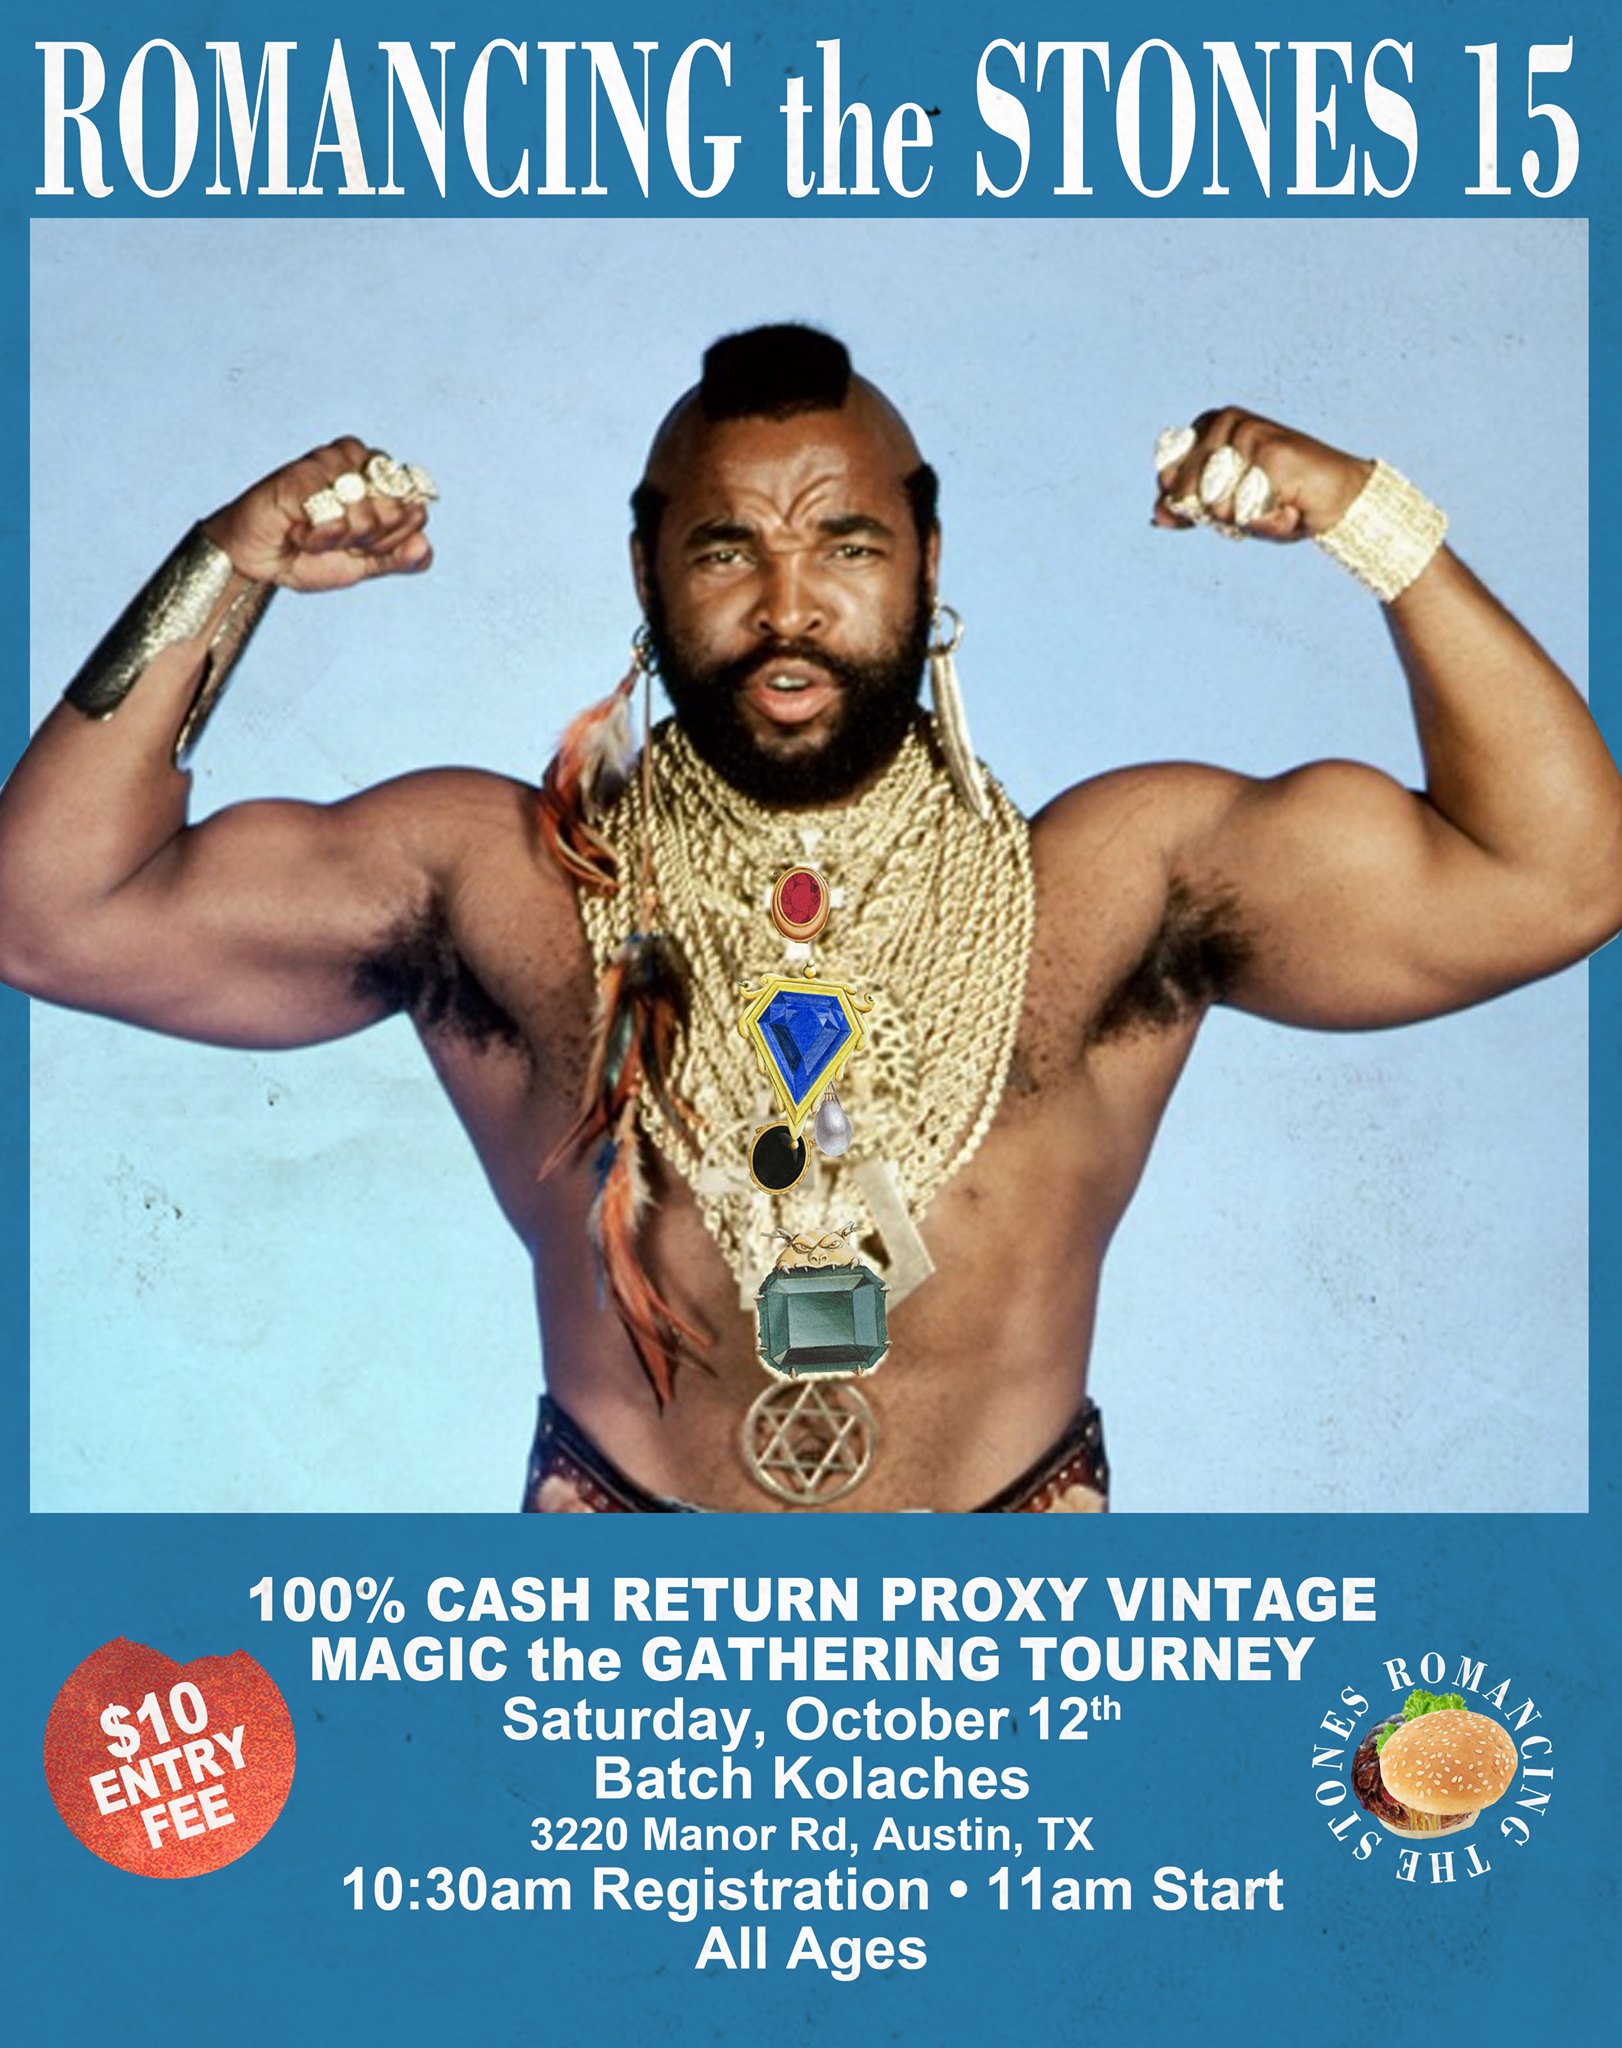 ROMANCING the STONES 15
100% CASH RETURN PROXY VINTAGE
MAGIC the GATHERING TOURNEY
Saturday, October 12th
Batch Kolaches
3220 Manor Rd, Austin, TX
10:30am Registration • 11am Start
All Ages
$10
ENTRY
FEE
ROMANCING THE STONES